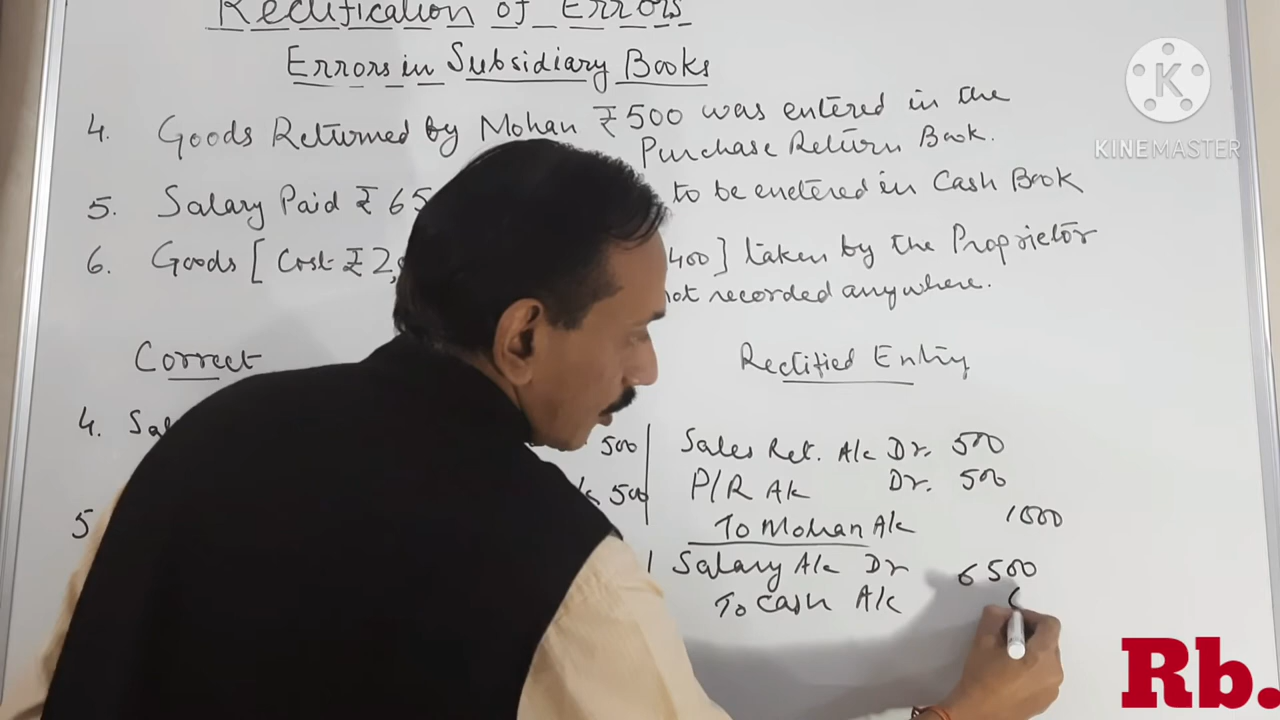 Rectification of Errors
Errors in Subsidiary Books
4. Goods Returned by Mohan ₹500 was entered in the
Purchase Return Book.
5. Salary Paid ₹65 to be enetered in Cash Book
6. Goods [Cost ₹2, 400] taken by the Proprietor
not recorded anywhere.
Correct Rectified Entry
4. Sal 500 Sales Ret. A/c Dr. 500
500 P/R A/c Dr. 500
To Mohan A/c 1000
5 Salary A/c Dr 6500
To Cash A/c
KINEMASTER
Rb.